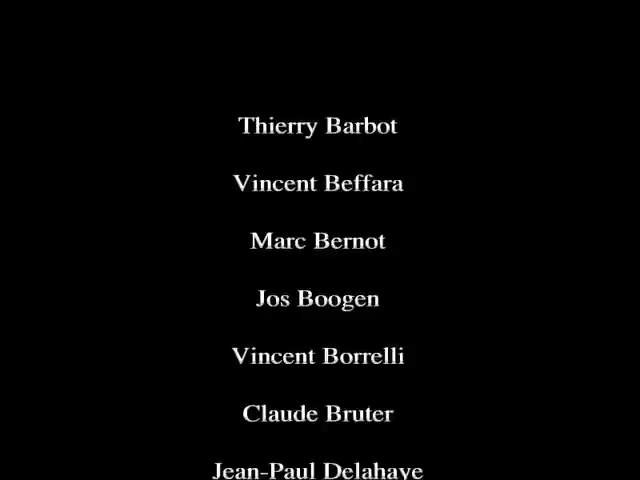 Thierry Barbot
Vincent Beffara
Marc Bernot
Jos Boogen
Vincent Borrelli
Claude Bruter
Jean-Paul Delahaye